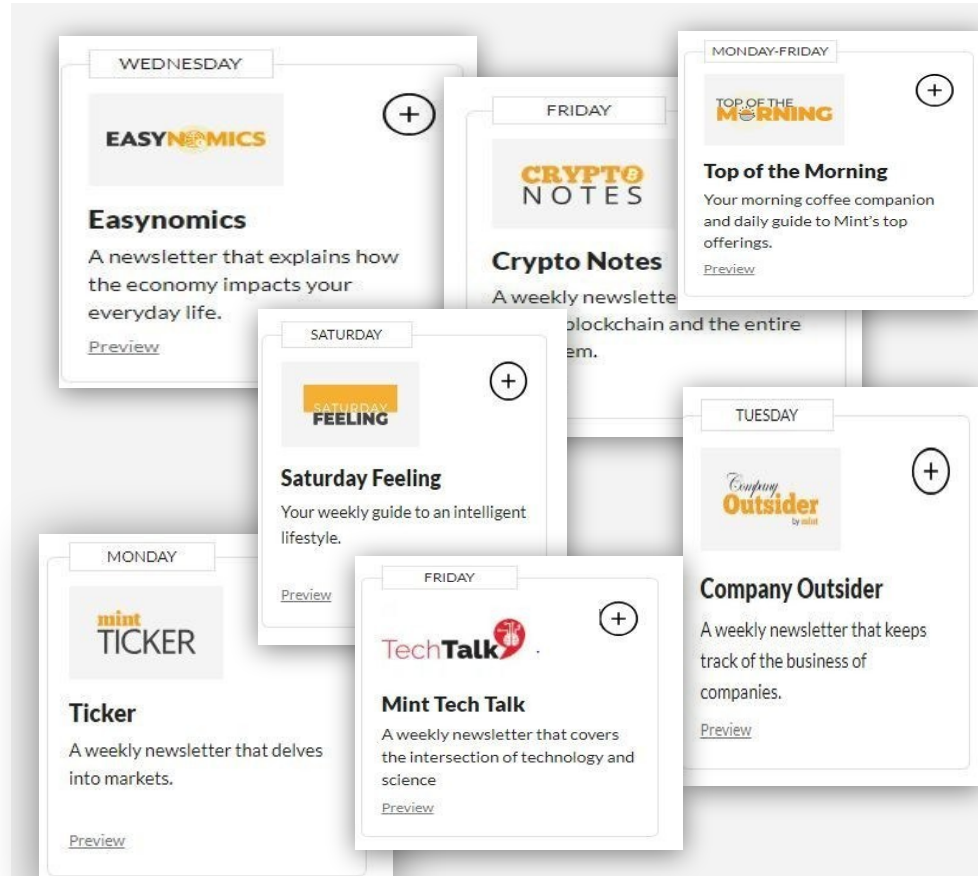 WEDNESDAY
EASYNOMICS
Easynomics
A newsletter that explains how
the economy impacts your
everyday life.
Preview
FRIDAY
CRYPTO
NOTES
Crypto Notes
A weekly
blockchain and the entire
MONDAY-FRIDAY
TOP OF THE
MORNING
Top of the Morning
Your morning coffee companion
and daily guide to Mint's top
offerings.
Preview
SATURDAY
SATURDAY
FEELING
Saturday Feeling
Your weekly guide to an intelligent
lifestyle.
Preview
TUESDAY
Company
Outsider
by mint
Company Outsider
A weekly newsletter that keeps
track of the business of
companies.
Preview
MONDAY
mint
TICKER
Ticker
A weekly newsletter that delves
into markets.
Preview
FRIDAY
TechTalk
Mint Tech Talk
A weekly newsletter that covers
the intersection of technology and
science
Preview